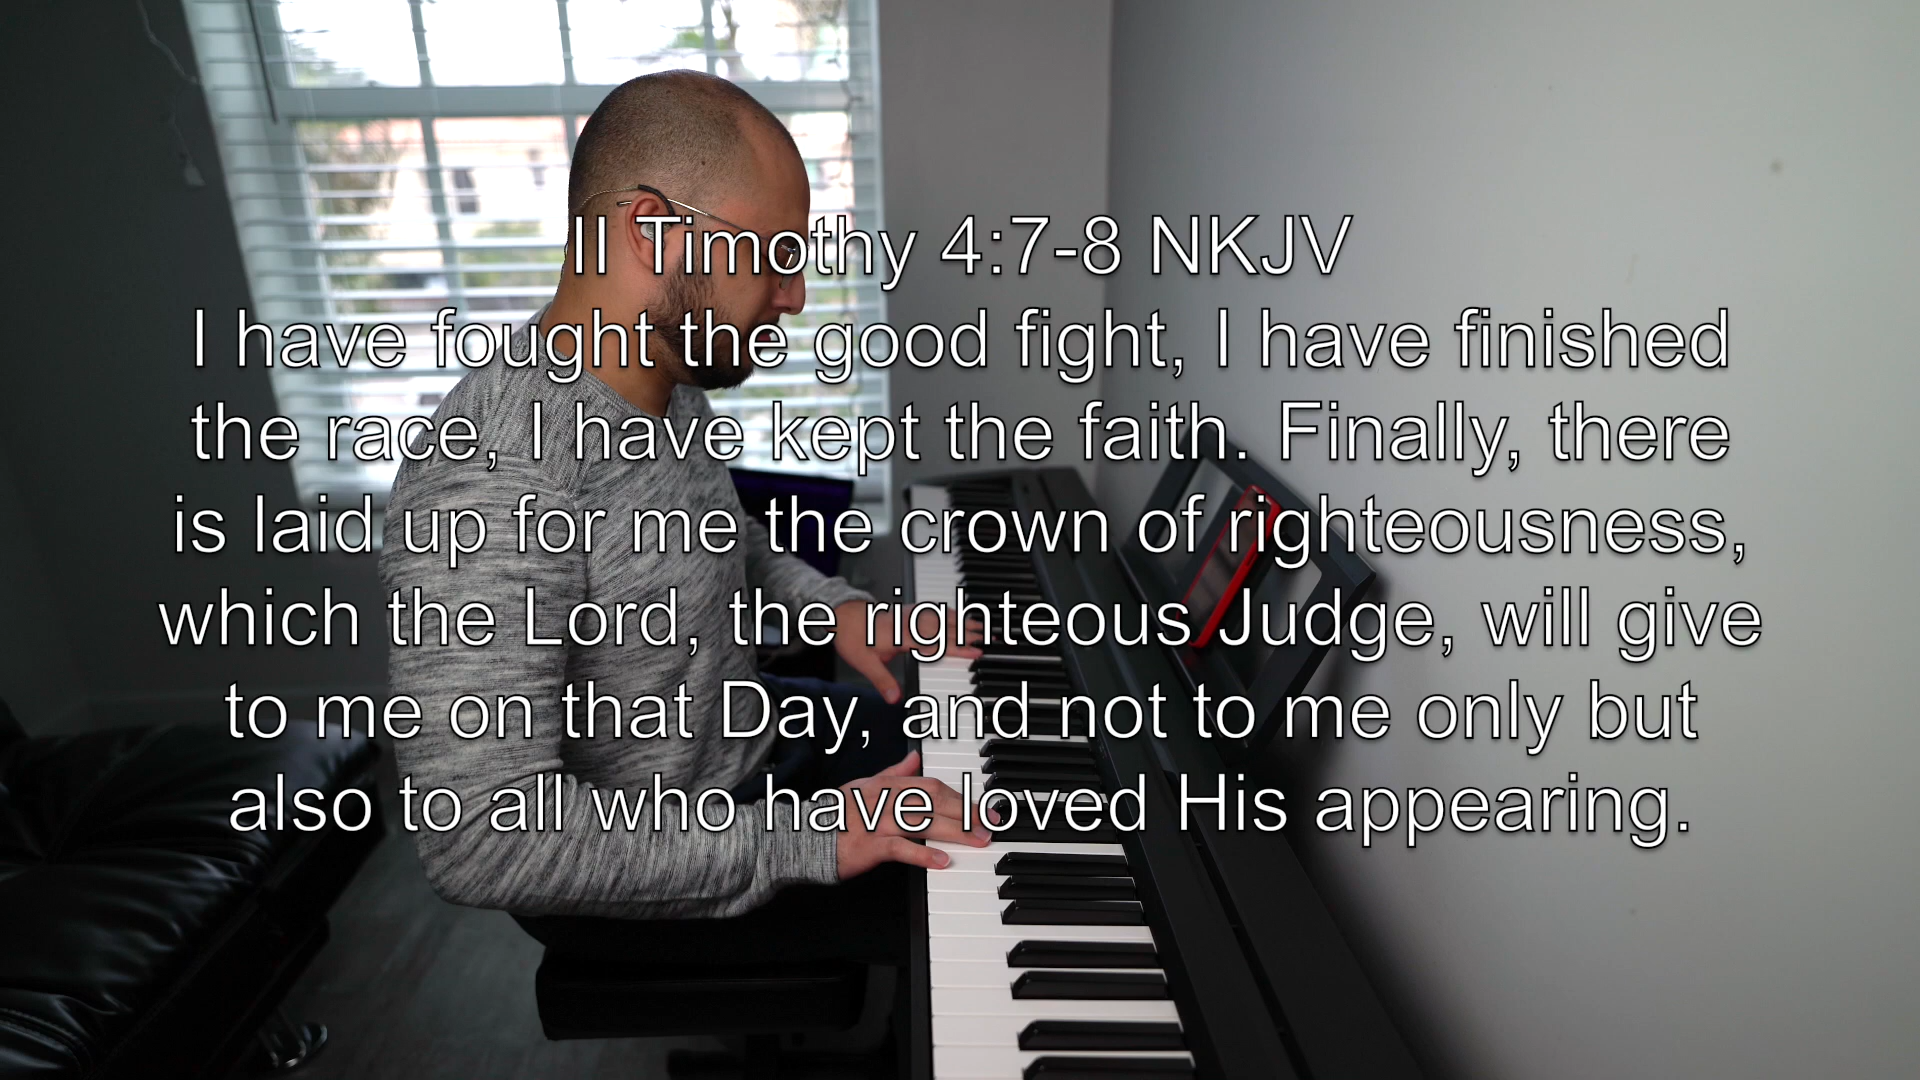 II Timothy 4:7-8 NKJV
I have fought the good fight, I have finished
the race, I have kept the faith. Finally, there
is laid up for me the crown of righteousness,
which the Lord, the righteous Judge, will give
to me on that Day, and not to me only but
also to all who have loved His appearing.